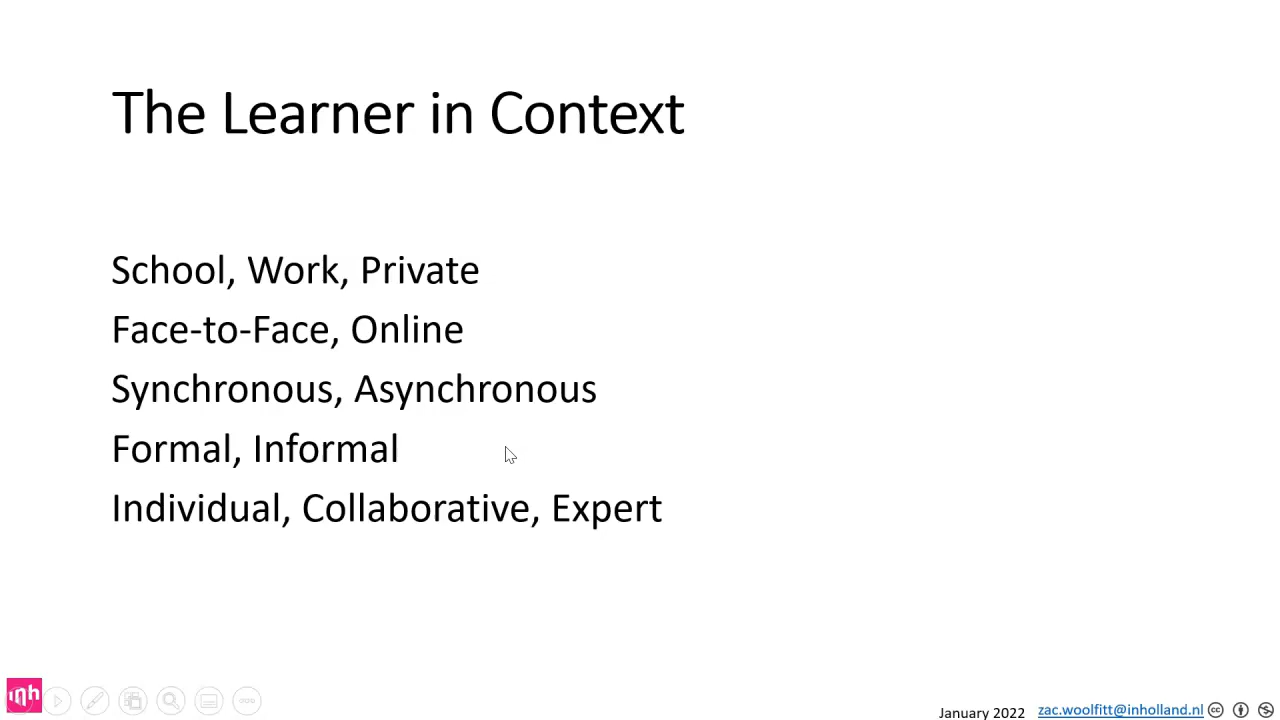 The Learner in Context
School, Work, Private
Face-to-Face, Online
Synchronous, Asynchronous
Formal, Informal
Individual, Collaborative, Expert
inh
January 2022 zac.woolfitt@inholland.nl